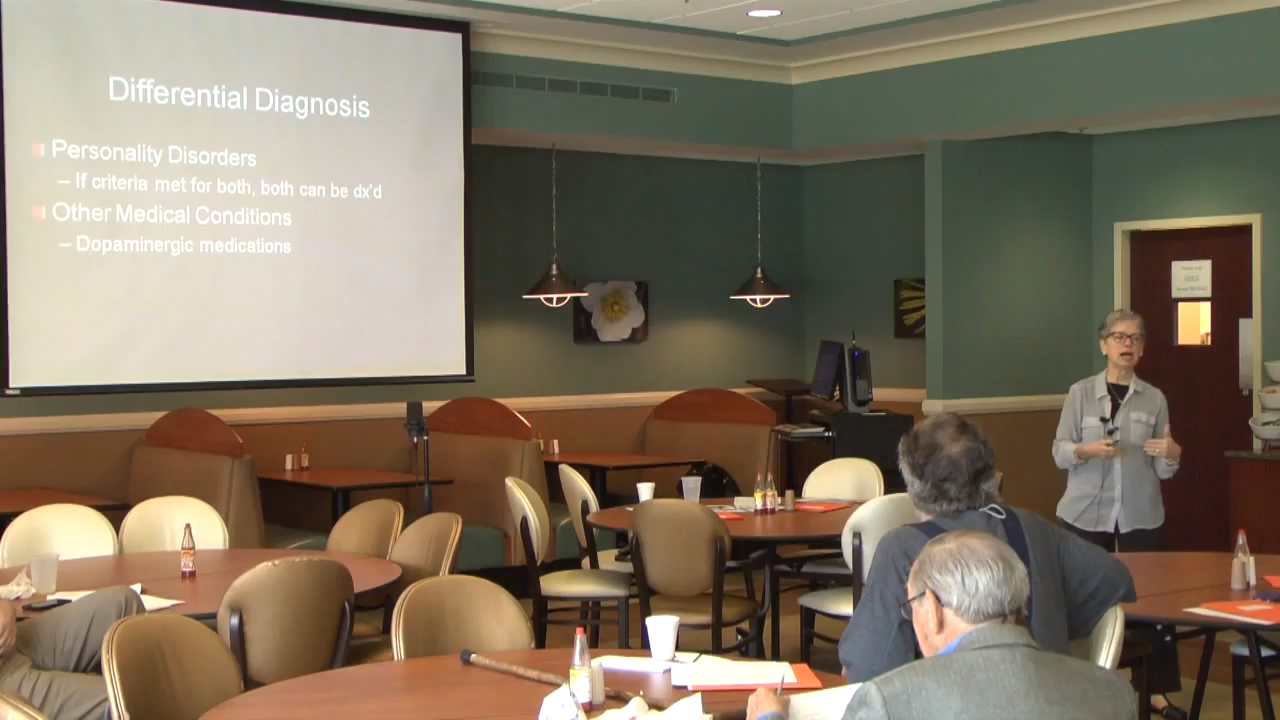 Differential Diagnosis
Personality Disorders
– If criteria met for both, both can be dx'd
Other Medical Conditions
– Dopaminergic medications